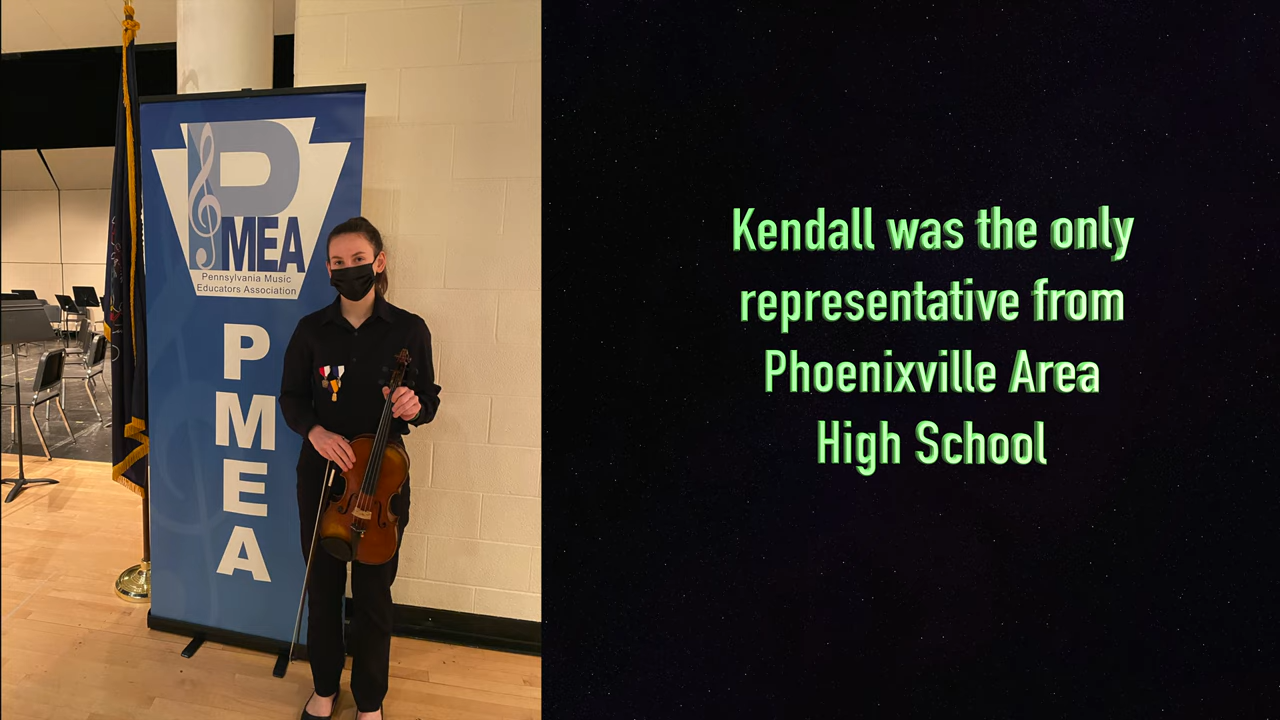 P
MEA
Pennsylvania Music
Educators Association
P
M
E
A
Kendall was the only
representative from
Phoenixville Area
High School